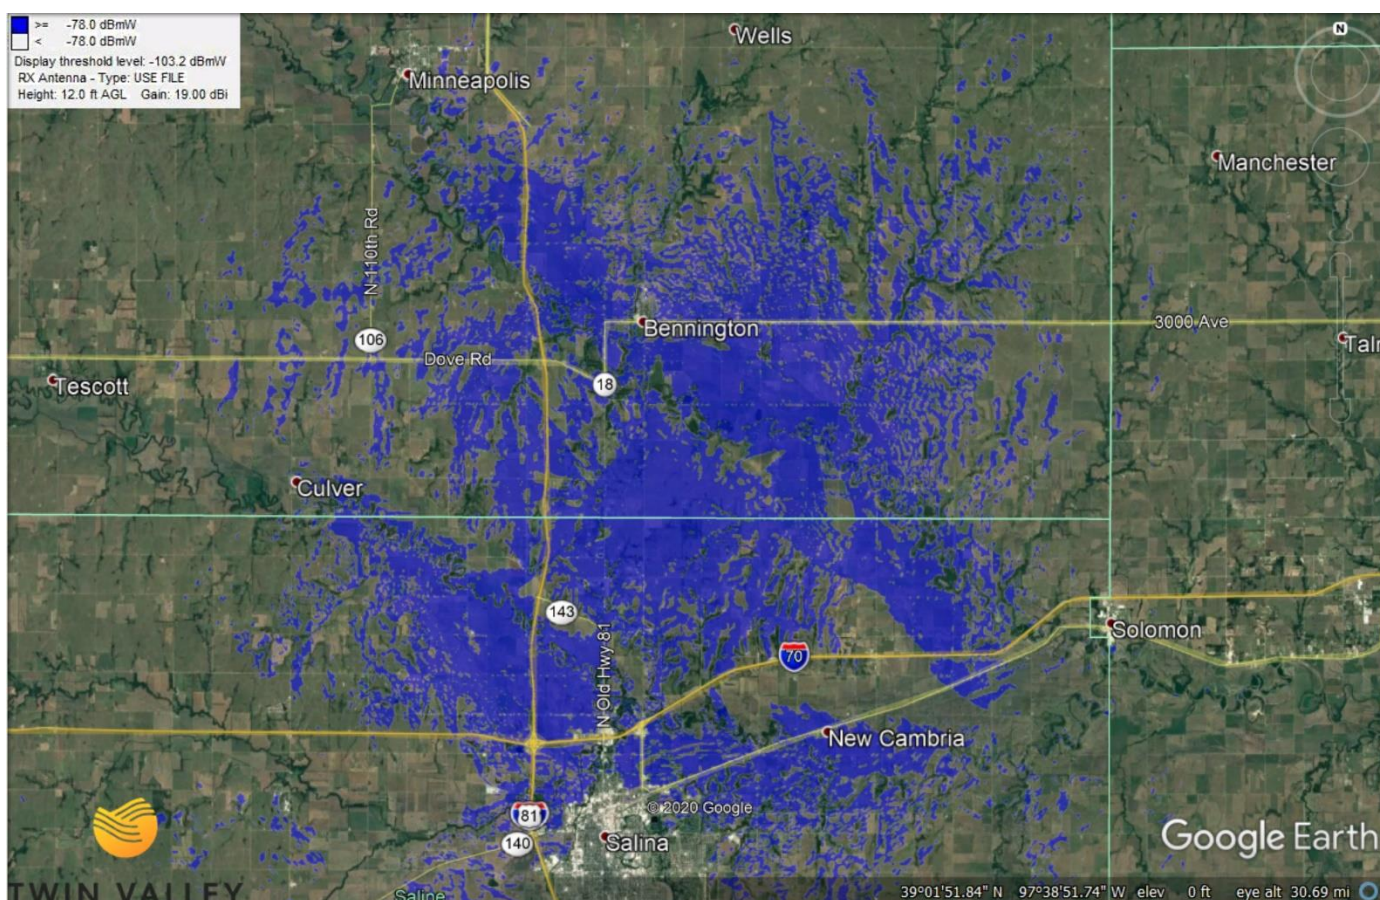 >= -78.0 dBmW
< -78.0 dBmW
Display threshold level: -103.2 dBmW
RX Antenna - Type: USE FILE
Height: 12.0 ft AGL Gain: 19.00 dBi
N
Wells
Minneapolis
Manchester
N 110th Rd
Bennington
3000 Ave
106
Dove Rd
18
Tescott
Culver
143
Solomon
N Old Hwy 81
70
New Cambria
© 2020 Google
81
140
Salina
Google Earth
TWIN VALLEY
Saline
39°01'51.84" N 97°38'51.74" W elev 0 ft eye alt 30.69 mi